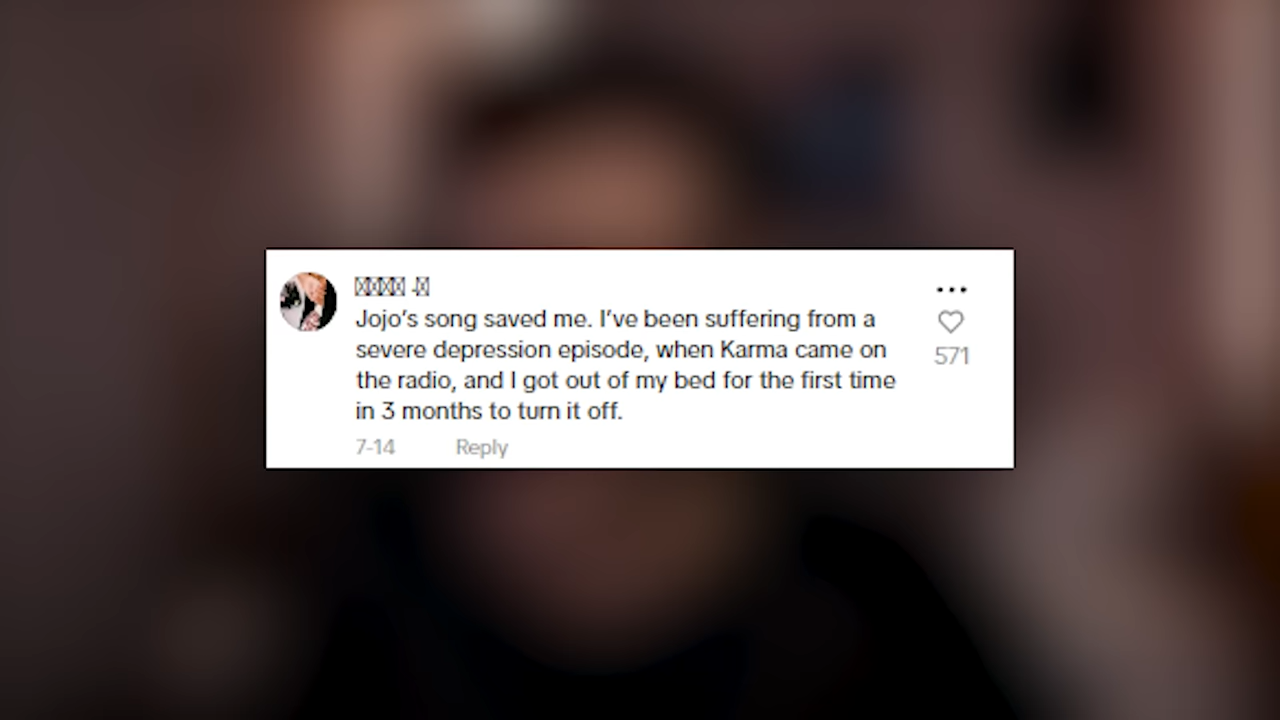 Jojo’s song saved me. I’ve been suffering from a
severe depression episode, when Karma came on
the radio, and I got out of my bed for the first time
in 3 months to turn it off.
571
7-14 Reply